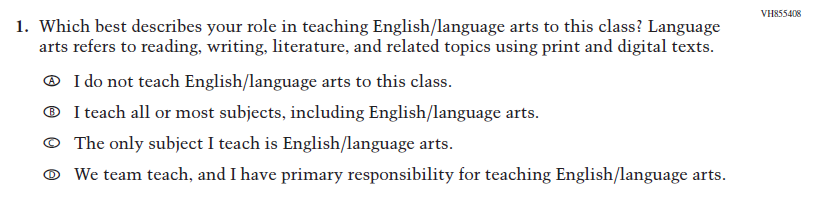 VH855408
1. Which best describes your role in teaching English/language arts to this class? Language
arts refers to reading, writing, literature, and related topics using print and digital texts.
A I do not teach English/language arts to this class.
B I teach all or most subjects, including English/language arts.
C The only subject I teach is English/language arts.
D We team teach, and I have primary responsibility for teaching English/language arts.